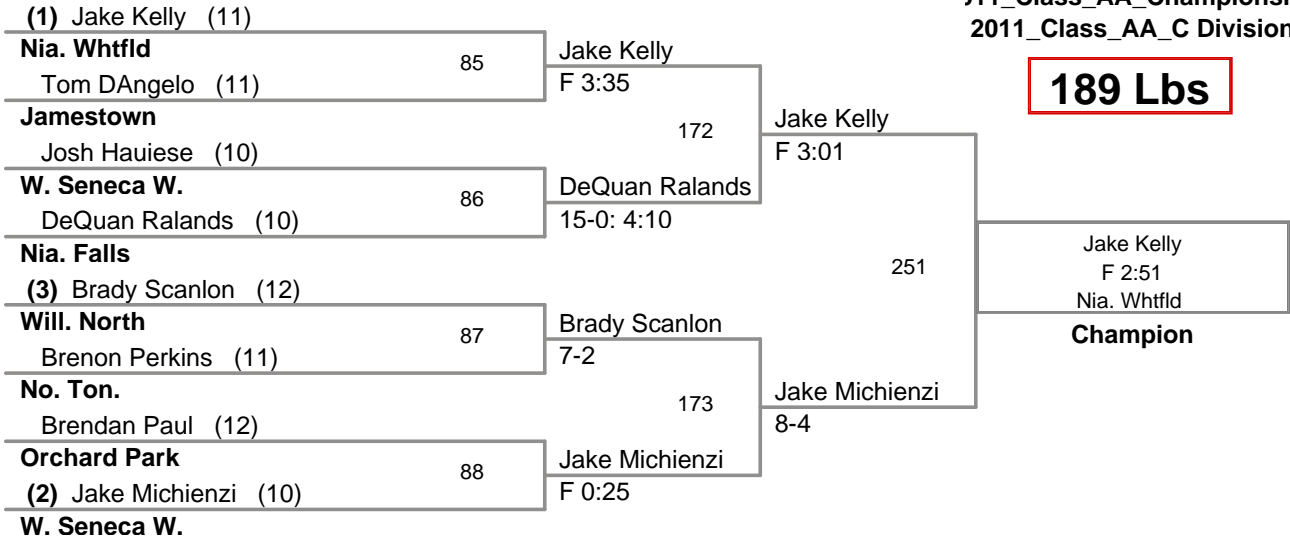 (1) Jake Kelly (11)
Nia. Whtfld
Tom DAngelo (11)
Jamestown
Josh Hauiese (10)
W. Seneca W.
DeQuan Ralands (10)
Nia. Falls
(3) Brady Scanlon (12)
Will. North
Brenon Perkins (11)
No. Ton.
Brendan Paul (12)
Orchard Park
(2) Jake Michienzi (10)
W. Seneca W.
85
86
87
88
Jake Kelly
F 3:35
DeQuan Ralands
15-0: 4:10
Brady Scanlon
7-2
Jake Michienzi
F 0:25
172
173
Jake Kelly
F 3:01
Jake Michienzi
8-4
251
2011_Class_AA_C Division
189 Lbs
Jake Kelly
F 2:51
Nia. Whtfld
Champion